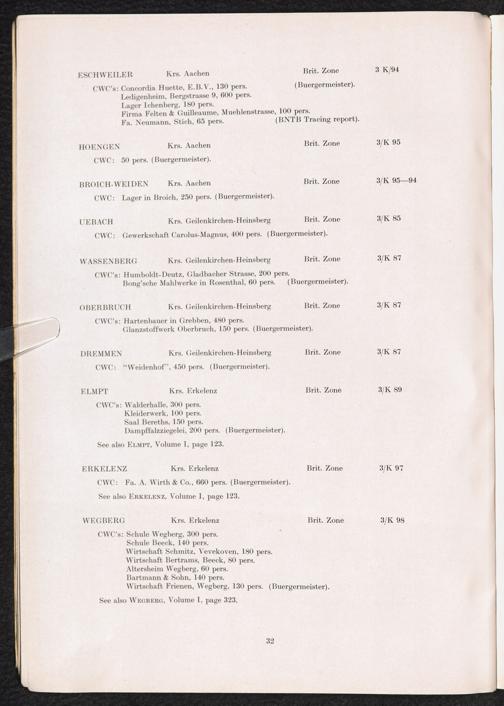 ESCHWEILER Krs. Aachen Brit. Zone 3 K/94
CWC's: Concordia Huette, E.B.V., 130 pers. (Buergermeister).
Ledigenheim, Bergstrasse 9, 600 pers.
Lager Ichenberg, 180 pers.
Firma Felten & Guilleaume, Muehlenstrasse, 100 pers.
Fa. Neumann, Stich, 65 pers. (BNTB Tracing report).
HOENGEN Krs. Aachen Brit. Zone 3/K 95
CWC: 50 pers. (Buergermeister).
BROICH-WEIDEN Krs. Aachen Brit. Zone 3/K 95—94
CWC: Lager in Broich, 250 pers. (Buergermeister).
UEBACH Krs. Geilenkirchen-Heinsberg Brit. Zone 3/K 85
CWC: Gewerkschaft Carolus-Magnus, 400 pers. (Buergermeister).
WASSENBERG Krs. Geilenkirchen-Heinsberg Brit. Zone 3/K 87
CWC's: Humboldt-Deutz, Gladbacher Strasse, 200 pers.
Bong'sche Mahlwerke in Rosenthal, 60 pers. (Buergermeister).
OBERBRUCH Krs. Geilenkirchen-Heinsberg Brit. Zone 3/K 87
CWC's: Hartenbauer in Grebben, 480 pers.
Glanzstoffwerk Oberbruch, 150 pers. (Buergermeister).
DREMMEN Krs. Geilenkirchen-Heinsberg Brit. Zone 3/K 87
CWC: "Weidenhof", 450 pers. (Buergermeister).
ELMPT Krs. Erkelenz Brit. Zone 3/K 89
CWC's: Walderhalle, 300 pers.
Kleiderwerk, 100 pers.
Saal Bereths, 150 pers.
Dampffalzziegelei, 200 pers. (Buergermeister).
See also ELMPT, Volume I, page 123.
ERKELENZ Krs. Erkelenz Brit. Zone 3/K 97
CWC: Fa. A. Wirth & Co., 660 pers. (Buergermeister).
See also ERKELENZ, Volume I, page 123.
WEGBERG Krs. Erkelenz Brit. Zone 3/K 98
CWC's: Schule Wegberg, 300 pers.
Schule Beeck, 140 pers.
Wirtschaft Schmitz, Vevekoven, 180 pers.
Wirtschaft Bertrams, Beeck, 80 pers.
Altersheim Wegberg, 60 pers.
Bartmann & Sohn, 140 pers.
Wirtschaft Frienen, Wegberg, 130 pers. (Buergermeister).
See also WEGBERG, Volume I, page 323.
32